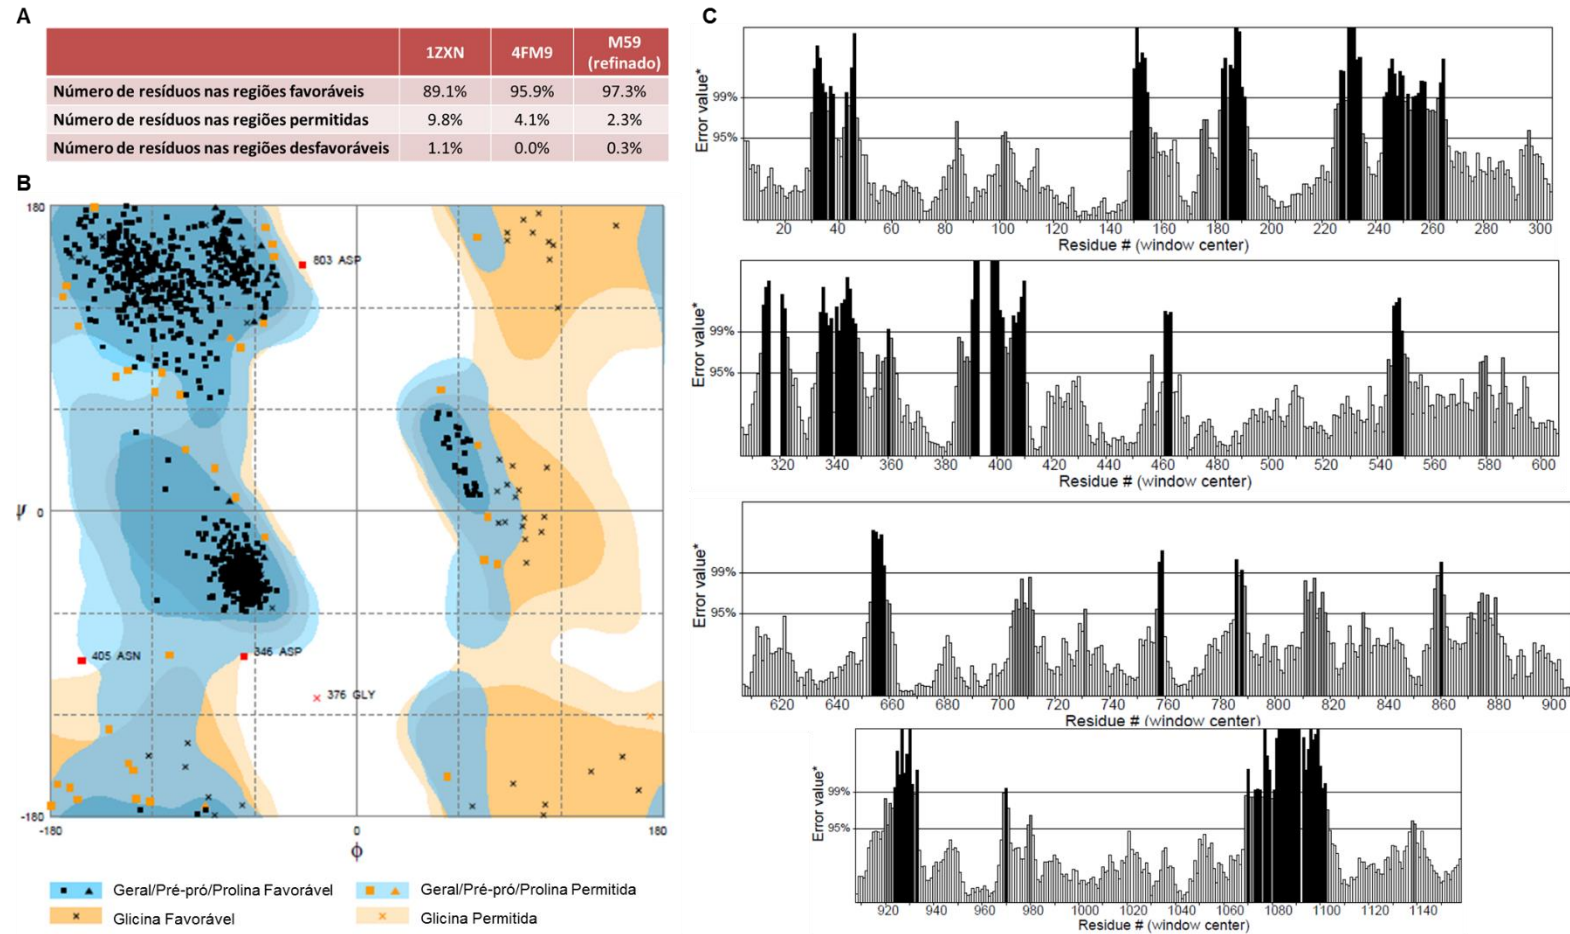 A
1ZXN 4FM9 M59 (refinado)
Número de resíduos nas regiões favoráveis 89.1% 95.9% 97.3%
Número de resíduos nas regiões permitidas 9.8% 4.1% 2.3%
Número de resíduos nas regiões desfavoráveis 1.1% 0.0% 0.3%
B
180
803 ASP
ψ 0
405 ASN
346 ASP
376 GLY
-180
-180 0 180
ϕ
Geral/Pré-pró/Prolina Favorável
Geral/Pré-pró/Prolina Permitida
Glicina Favorável
Glicina Permitida
C
Error value*
99%
95%
20 40 60 80 100 120 140 160 180 200 220 240 260 280 300
Residue # (window center)
Error value*
99%
95%
320 340 360 380 400 420 440 460 480 500 520 540 560 580 600
Residue # (window center)
Error value*
99%
95%
620 640 660 680 700 720 740 760 780 800 820 840 860 880 900
Residue # (window center)
Error value*
99%
95%
920 940 960 980 1000 1020 1040 1060 1080 1100 1120 1140
Residue # (window center)